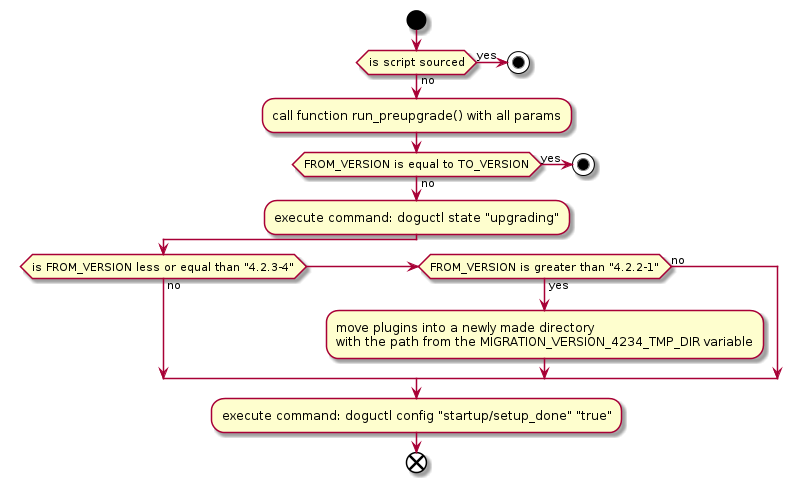 is script sourced
yes
no
call function run_preupgrade() with all params
FROM_VERSION is equal to TO_VERSION
yes
no
execute command: doguctl state "upgrading"
is FROM_VERSION less or equal than "4.2.3-4"
no
FROM_VERSION is greater than "4.2.2-1"
no
yes
move plugins into a newly made directory
with the path from the MIGRATION_VERSION_4234_TMP_DIR variable
execute command: doguctl config "startup/setup_done" "true"